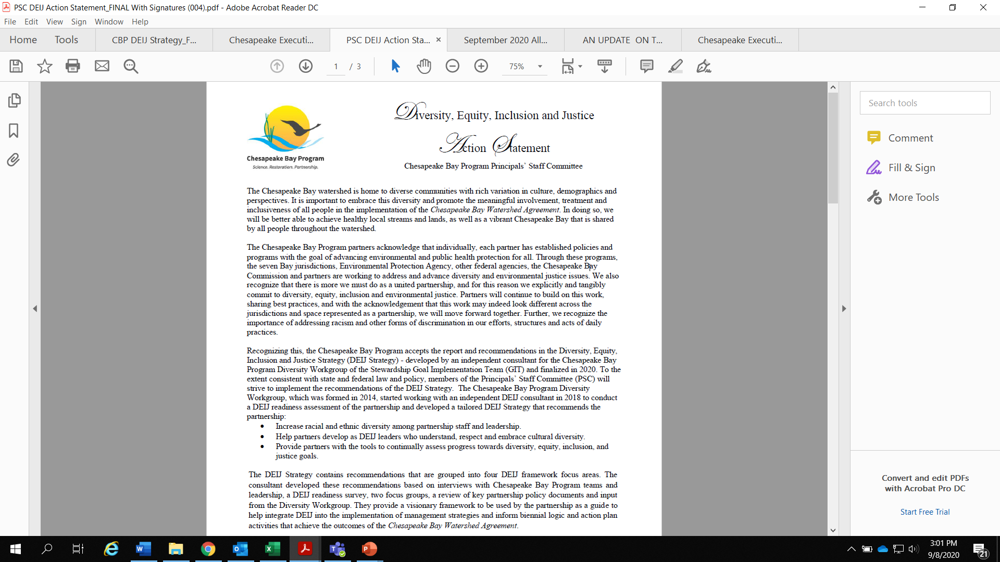 PSC DEIJ Action Statement_FINAL With Signatures (004).pdf - Adobe Acrobat Reader DC
File Edit View Sign Window Help
Home Tools CBP DEIJ Strategy_F... Chesapeake Executi... PSC DEIJ Action Sta... September 2020 All... AN UPDATE ON T... Chesapeake Executi...
1 / 3 75%
Search tools
Comment
Fill & Sign
More Tools
Convert and edit PDFs
with Acrobat Pro DC
Start Free Trial
Chesapeake Bay Program
Science. Restoration. Partnership.
Diversity, Equity, Inclusion and Justice
Action Statement
Chesapeake Bay Program Principals' Staff Committee
The Chesapeake Bay watershed is home to diverse communities with rich variation in culture, demographics and
perspectives. It is important to embrace this diversity and promote the meaningful involvement, treatment and
inclusiveness of all people in the implementation of the Chesapeake Bay Watershed Agreement. In doing so, we
will be better able to achieve healthy local streams and lands, as well as a vibrant Chesapeake Bay that is shared
by all people throughout the watershed.
The Chesapeake Bay Program partners acknowledge that individually, each partner has established policies and
programs with the goal of advancing environmental and public health protection for all. Through these programs,
the seven Bay jurisdictions, Environmental Protection Agency, other federal agencies, the Chesapeake Bay
Commission and partners are working to address and advance diversity and environmental justice issues. We also
recognize that there is more we must do as a united partnership, and for this reason we explicitly and tangibly
commit to diversity, equity, inclusion and environmental justice. Partners will continue to build on this work,
sharing best practices, and with the acknowledgement that this work may indeed look different across the
jurisdictions and space represented as a partnership, we will move forward together. Further, we recognize the
importance of addressing racism and other forms of discrimination in our efforts, structures and acts of daily
practices.
Recognizing this, the Chesapeake Bay Program accepts the report and recommendations in the Diversity, Equity,
Inclusion and Justice Strategy (DEIJ Strategy) - developed by an independent consultant for the Chesapeake Bay
Program Diversity Workgroup of the Stewardship Goal Implementation Team (GIT) and finalized in 2020. To the
extent consistent with state and federal law and policy, members of the Principals' Staff Committee (PSC) will
strive to implement the recommendations of the DEIJ Strategy. The Chesapeake Bay Program Diversity
Workgroup, which was formed in 2014, started working with an independent DEIJ consultant in 2018 to conduct
a DEIJ readiness assessment of the partnership and developed a tailored DEIJ Strategy that recommends the
partnership:
• Increase racial and ethnic diversity among partnership staff and leadership.
• Help partners develop as DEIJ leaders who understand, respect and embrace cultural diversity.
• Provide partners with the tools to continually assess progress towards diversity, equity, inclusion, and
justice goals.
The DEIJ Strategy contains recommendations that are grouped into four DEIJ framework focus areas. The
consultant developed these recommendations based on interviews with Chesapeake Bay Program teams and
leadership, a DEIJ readiness survey, two focus groups, a review of key partnership policy documents and input
from the Diversity Workgroup. They provide a visionary framework to be used by the partnership as a guide to
help integrate DEIJ into the implementation of management strategies and inform biennial logic and action plan
activities that achieve the outcomes of the Chesapeake Bay Watershed Agreement.
3:01 PM
9/8/2020
21